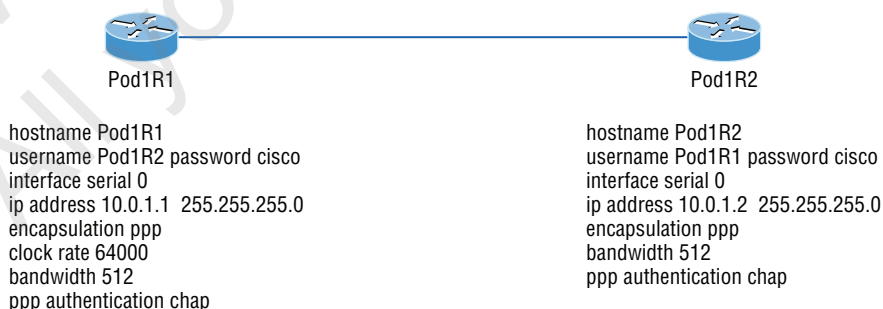 All yo
Pod1R1
Pod1R2
hostname Pod1R1
username Pod1R2 password cisco
interface serial 0
ip address 10.0.1.1 255.255.255.0
encapsulation ppp
clock rate 64000
bandwidth 512
ppp authentication chap
hostname Pod1R2
username Pod1R1 password cisco
interface serial 0
ip address 10.0.1.2 255.255.255.0
encapsulation ppp
bandwidth 512
ppp authentication chap